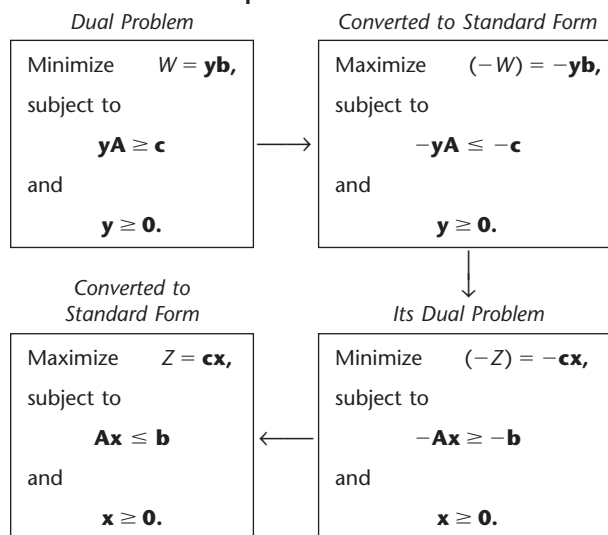 Dual Problem
Minimize W = yb,
subject to
yA ≥ c
and
y ≥ 0.
Converted to Standard Form
Maximize (−W) = −yb,
subject to
−yA ≤ −c
and
y ≥ 0.
Converted to
Standard Form
Maximize Z = cx,
subject to
Ax ≤ b
and
x ≥ 0.
Its Dual Problem
Minimize (−Z) = −cx,
subject to
−Ax ≥ −b
and
x ≥ 0.